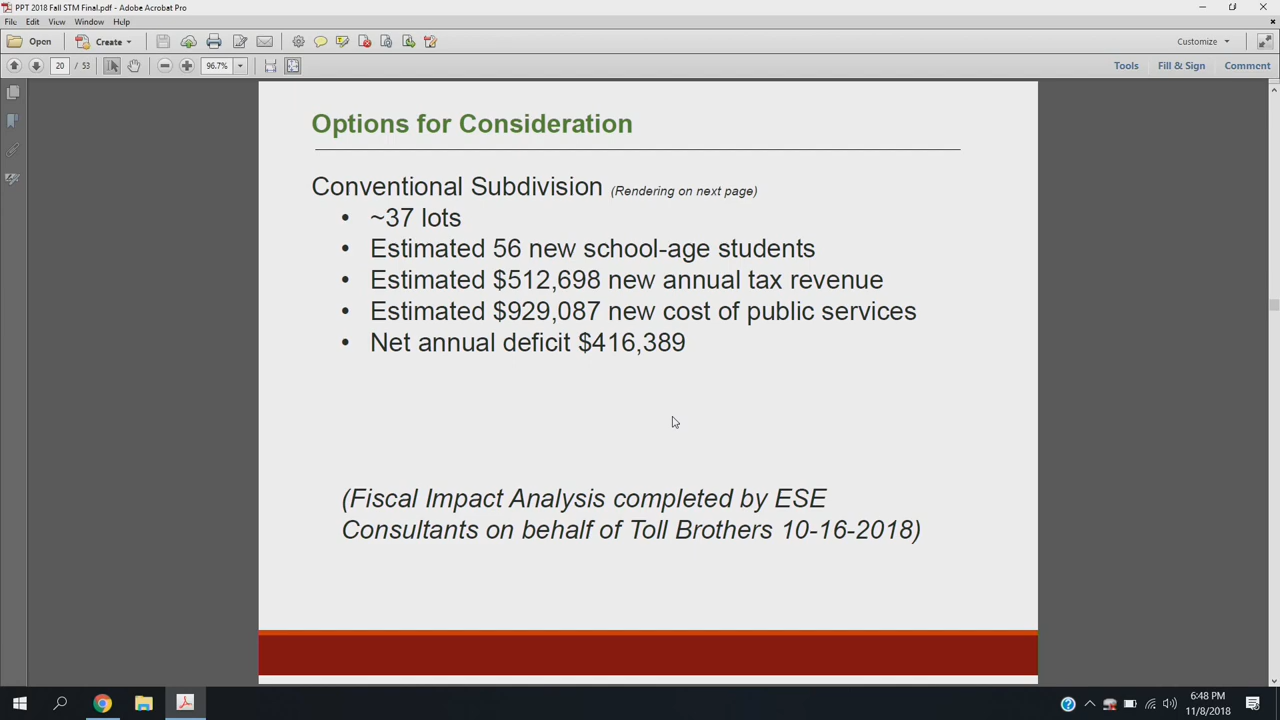 PPT 2018 Fall STM Final.pdf - Adobe Acrobat Pro
File Edit View Window Help
Open Create Customize
20 / 53 96.7% Tools Fill & Sign Comment
Options for Consideration
Conventional Subdivision (Rendering on next page)
• ~37 lots
• Estimated 56 new school-age students
• Estimated $512,698 new annual tax revenue
• Estimated $929,087 new cost of public services
• Net annual deficit $416,389
(Fiscal Impact Analysis completed by ESE
Consultants on behalf of Toll Brothers 10-16-2018)
6:48 PM
11/8/2018